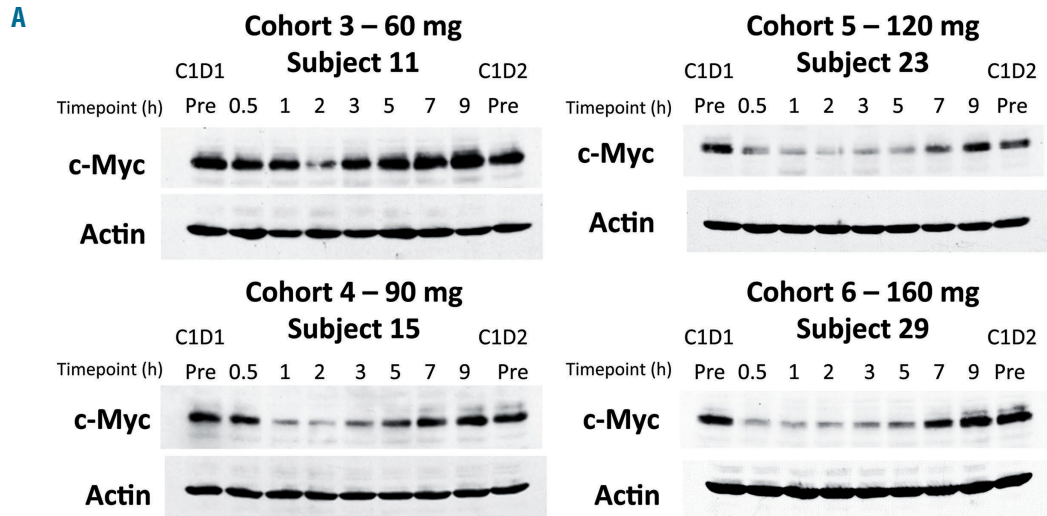 A
Cohort 3 – 60 mg
Subject 11
C1D1 C1D2
Timepoint (h) Pre 0.5 1 2 3 5 7 9 Pre
c-Myc
Actin
Cohort 5 – 120 mg
Subject 23
C1D1 C1D2
Timepoint (h) Pre 0.5 1 2 3 5 7 9 Pre
c-Myc
Actin
Cohort 4 – 90 mg
Subject 15
C1D1 C1D2
Timepoint (h) Pre 0.5 1 2 3 5 7 9 Pre
c-Myc
Actin
Cohort 6 – 160 mg
Subject 29
C1D1 C1D2
Timepoint (h) Pre 0.5 1 2 3 5 7 9 Pre
c-Myc
Actin